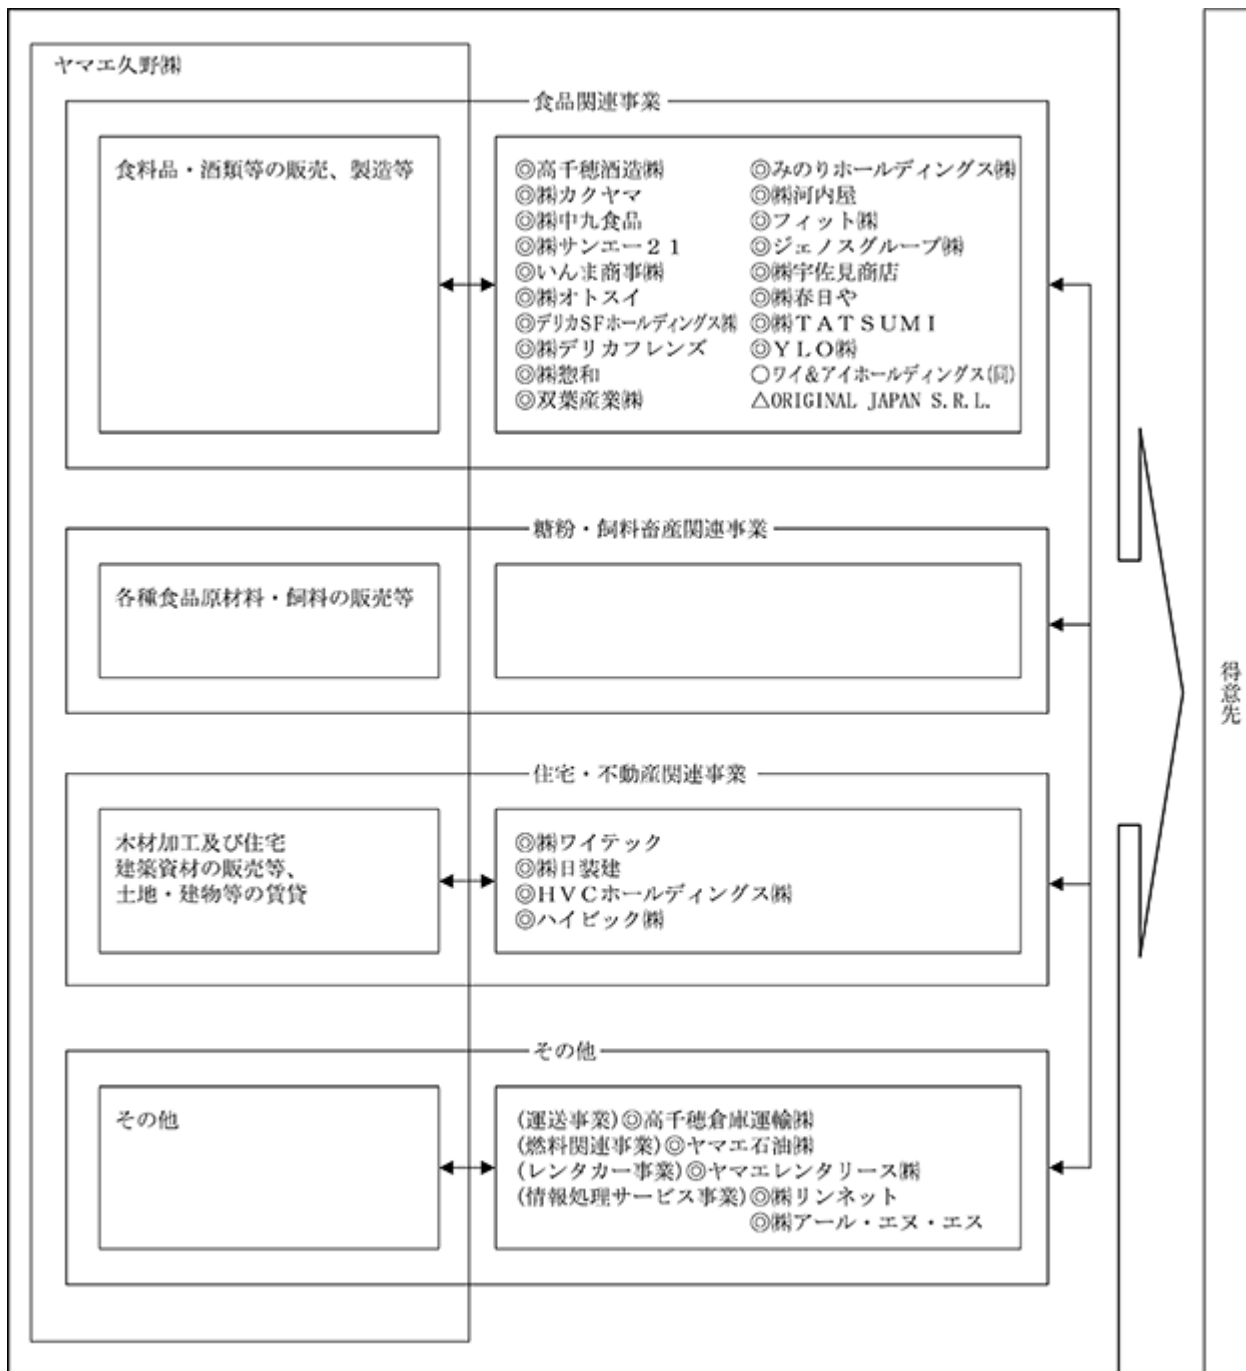 ヤマエ久野㈱
食品関連事業
食料品・酒類等の販売、製造等
◎高千穂酒造㈱
◎㈱カクヤマ
◎㈱中九食品
◎㈱サンエー２１
◎いんま商事㈱
◎㈱オトスイ
◎デリカSFホールディングス㈱
◎㈱デリカフレンズ
◎㈱惣和
◎双葉産業㈱
◎みのりホールディングス㈱
◎㈱河内屋
◎フィット㈱
◎ジェノスグループ㈱
◎㈱宇佐見商店
◎㈱春日や
◎㈱ＴＡＴＳＵＭＩ
◎ＹＬＯ㈱
○ワイ&アイホールディングス(同)
△ORIGINAL JAPAN S.R.L.
糖粉・飼料畜産関連事業
各種食品原材料・飼料の販売等
住宅・不動産関連事業
木材加工及び住宅
建築資材の販売等、
土地・建物等の賃貸
◎㈱ワイテック
◎㈱日装建
◎ＨＶＣホールディングス㈱
◎ハイビック㈱
その他
その他
(運送事業)◎高千穂倉庫運輸㈱
(燃料関連事業)◎ヤマエ石油㈱
(レンタカー事業)◎ヤマエレンタリース㈱
(情報処理サービス事業)◎㈱リンネット
◎㈱アール・エヌ・エス
得意先